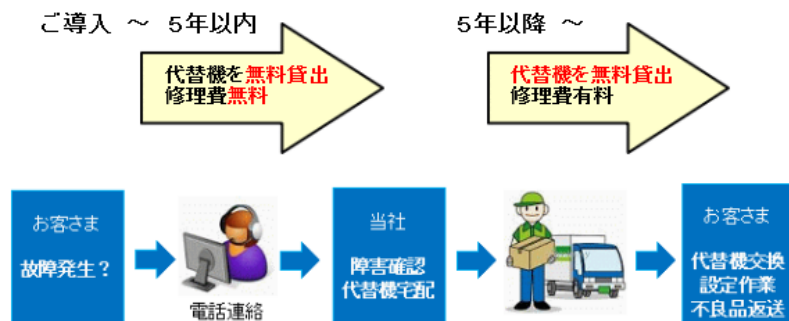 ご導入 ～ 5年以内
5年以降 ～
代替機を無料貸出
修理費無料
代替機を無料貸出
修理費有料
お客さま
故障発生？
電話連絡
当社
障害確認
代替機宅配
お客さま
代替機交換
設定作業
不良品返送